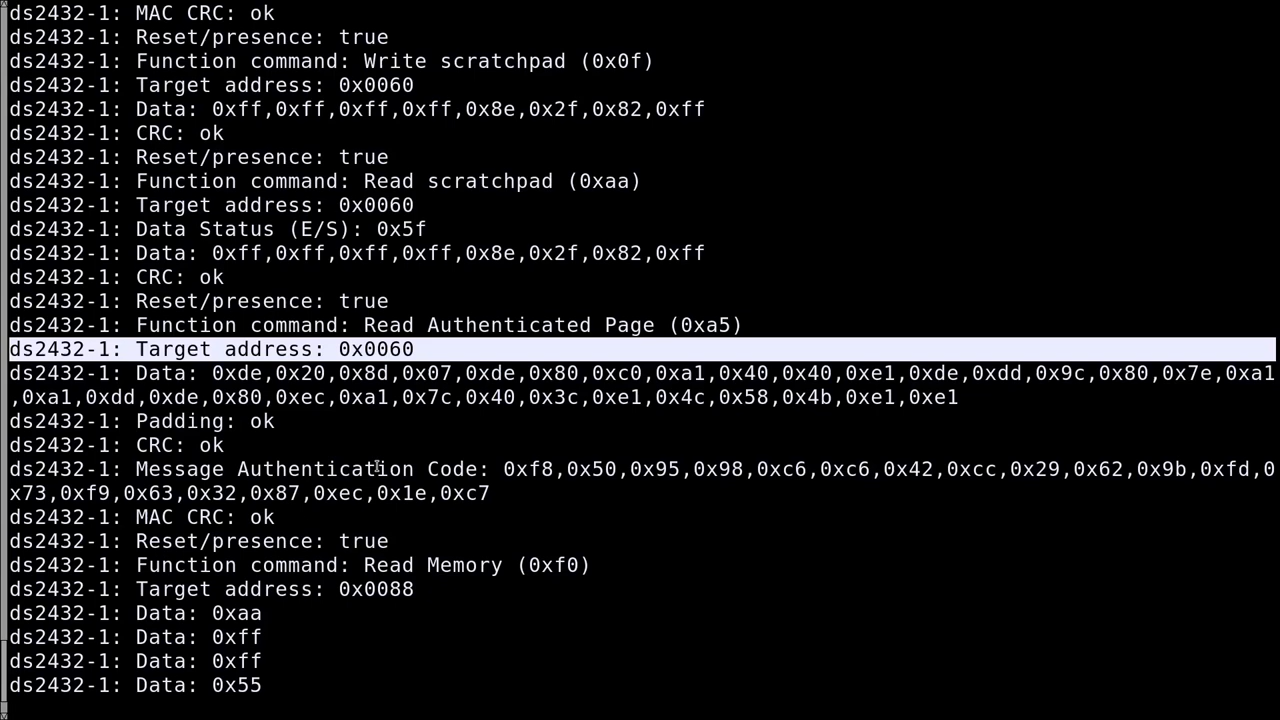 ds2432-1: MAC CRC: ok
ds2432-1: Reset/presence: true
ds2432-1: Function command: Write scratchpad (0x0f)
ds2432-1: Target address: 0x0060
ds2432-1: Data: 0xff,0xff,0xff,0xff,0x8e,0x2f,0x82,0xff
ds2432-1: CRC: ok
ds2432-1: Reset/presence: true
ds2432-1: Function command: Read scratchpad (0xaa)
ds2432-1: Target address: 0x0060
ds2432-1: Data Status (E/S): 0x5f
ds2432-1: Data: 0xff,0xff,0xff,0xff,0x8e,0x2f,0x82,0xff
ds2432-1: CRC: ok
ds2432-1: Reset/presence: true
ds2432-1: Function command: Read Authenticated Page (0xa5)
ds2432-1: Target address: 0x0060
ds2432-1: Data: 0xde,0x20,0x8d,0x07,0xde,0x80,0xc0,0xa1,0x40,0x40,0xe1,0xde,0xdd,0x9c,0x80,0x7e,0xa1
,0xa1,0xdd,0xde,0x80,0xec,0xa1,0x7c,0x40,0x3c,0xe1,0x4c,0x58,0x4b,0xe1,0xe1
ds2432-1: Padding: ok
ds2432-1: CRC: ok
ds2432-1: Message Authentication Code: 0xf8,0x50,0x95,0x98,0xc6,0xc6,0x42,0xcc,0x29,0x62,0x9b,0xfd,0
x73,0xf9,0x63,0x32,0x87,0xec,0x1e,0xc7
ds2432-1: MAC CRC: ok
ds2432-1: Reset/presence: true
ds2432-1: Function command: Read Memory (0xf0)
ds2432-1: Target address: 0x0088
ds2432-1: Data: 0xaa
ds2432-1: Data: 0xff
ds2432-1: Data: 0xff
ds2432-1: Data: 0x55